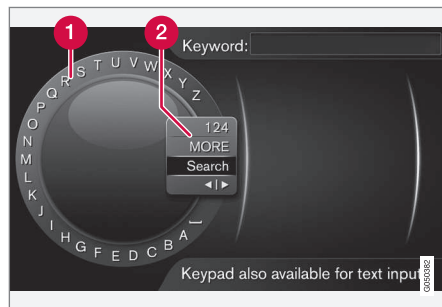 1
2
Keyword:
A B C D E F G H I J K L M N O P Q R S T U V W X Y Z
124
MORE
Search
◄|►
Keypad also available for text input
G050382